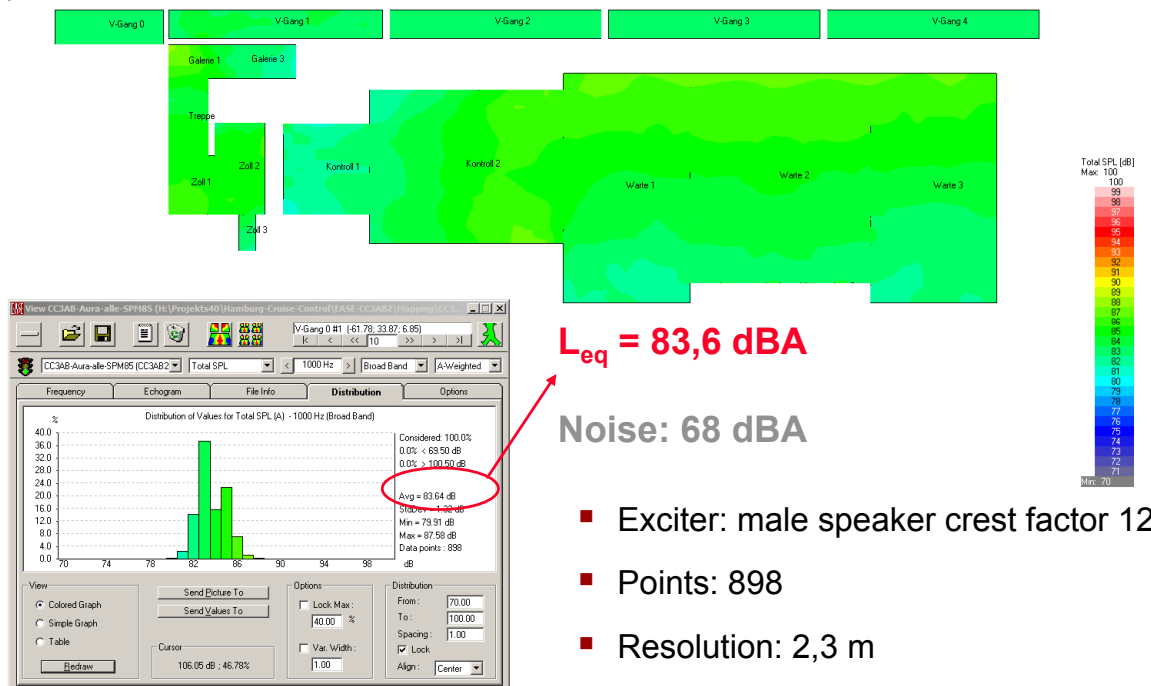 V-Gang 0
V-Gang 1
V-Gang 2
V-Gang 3
V-Gang 4
Galerie 1
Galerie 3
Treppe
Zoll 2
Zoll 1
Zoll 3
Kontroll 1
Kontroll 2
Warte 1
Warte 2
Warte 3
Total SPL [dB]
Max: 100
100
99
98
97
96
95
94
93
92
91
90
89
88
87
86
85
84
83
82
81
80
79
78
77
76
75
74
73
72
71
Min: 70
View CC3AB-Aura-alle-SPM85 (H:\Projekts40\Hamburg-Cruise-Control\EASE-CC3AB2\Mapping\CC3...
V-Gang 0 #1 (-61.78; 33.87; 6.85)
K < << 10 >> > >|
CC3AB-Aura-alle-SPM85 (CC3AB2 Total SPL < 1000 Hz > Broad Band A-Weighted
Frequency Echogram File Info Distribution Options
Distribution of Values for Total SPL (A) - 1000 Hz (Broad Band)
%
40.0
36.0
32.0
28.0
24.0
20.0
16.0
12.0
8.0
4.0
0.0
70 74 78 82 86 90 94 98 dB
Considered: 100.0%
0.0% < 69.50 dB
0.0% > 100.50 dB
Avg = 83.64 dB
StdDev = 1.32 dB
Min = 79.91 dB
Max = 87.58 dB
Data points : 898
View
Colored Graph
Simple Graph
Table
Redraw
Send Picture To
Send Values To
Cursor
106.05 dB ; 46.78%
Options
Lock Max :
40.00 %
Var. Width :
1.00
Distribution
From : 70.00
To : 100.00
Spacing : 1.00
Lock
Align : Center
Leq = 83,6 dBA
Noise: 68 dBA
▪ Exciter: male speaker crest factor 12
▪ Points: 898
▪ Resolution: 2,3 m